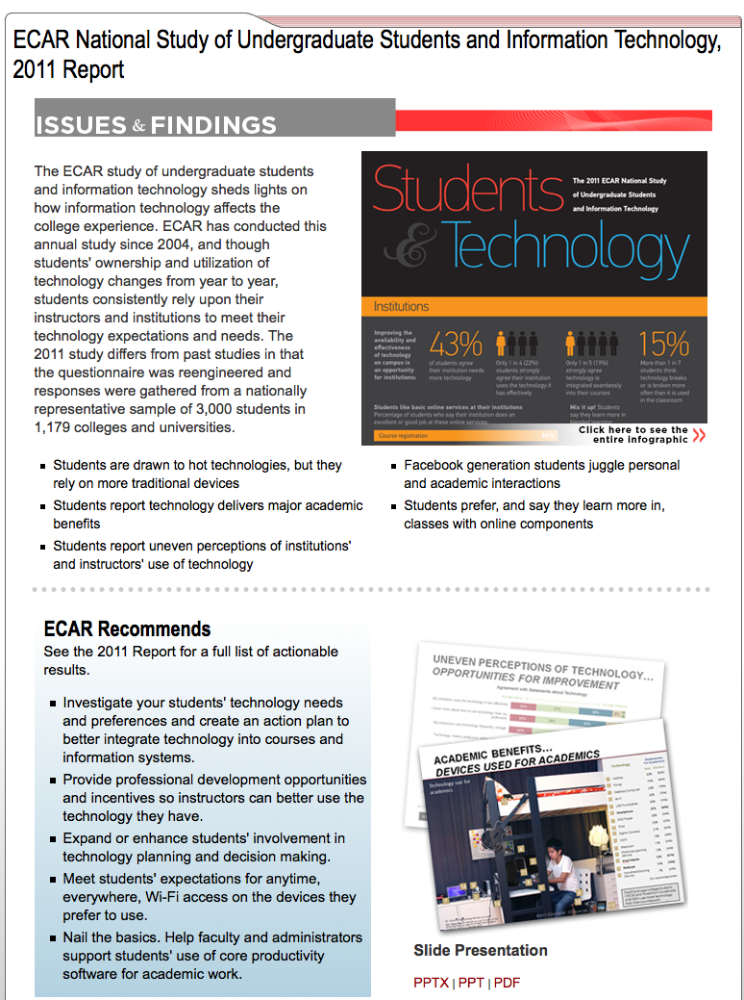 ECAR National Study of Undergraduate Students and Information Technology,
2011 Report
ISSUES & FINDINGS
The ECAR study of undergraduate students
and information technology sheds lights on
how information technology affects the
college experience. ECAR has conducted this
annual study since 2004, and though
students' ownership and utilization of
technology changes from year to year,
students consistently rely upon their
instructors and institutions to meet their
technology expectations and needs. The
2011 study differs from past studies in that
the questionnaire was reengineered and
responses were gathered from a nationally
representative sample of 3,000 students in
1,179 colleges and universities.
Students
& Technology
The 2011 ECAR National Study
of Undergraduate Students
and Information Technology
Institutions
Improving the
availability and
effectiveness
of technology
on campus is
an opportunity
for institutions:
43%
of students agree
their institution needs
more technology
Only 1 in 4 (22%)
students strongly
agree their institution
uses the technology it
has effectively
Only 1 in 5 (19%)
strongly agree
technology is
integrated seamlessly
into their courses
15%
More than 1 in 7
students think
technology breaks
or is broken more
often than it is used
in the classroom
Students like basic online services at their institutions
Percentage of students who say their institution does an
excellent or good job at these online services:
Course registration
Mix it up! Students
say they learn more in
blended learning
Click here to see the
entire infographic
Students are drawn to hot technologies, but they
rely on more traditional devices
Students report technology delivers major academic
benefits
Students report uneven perceptions of institutions'
and instructors' use of technology
Facebook generation students juggle personal
and academic interactions
Students prefer, and say they learn more in,
classes with online components
ECAR Recommends
See the 2011 Report for a full list of actionable
results.
Investigate your students' technology needs
and preferences and create an action plan to
better integrate technology into courses and
information systems.
Provide professional development opportunities
and incentives so instructors can better use the
technology they have.
Expand or enhance students' involvement in
technology planning and decision making.
Meet students' expectations for anytime,
everywhere, Wi-Fi access on the devices they
prefer to use.
Nail the basics. Help faculty and administrators
support students' use of core productivity
software for academic work.
UNEVEN PERCEPTIONS OF TECHNOLOGY...
OPPORTUNITIES FOR IMPROVEMENT
Agreement with Statements about Technology
ACADEMIC BENEFITS...
DEVICES USED FOR ACADEMICS
Technology use for
academics
Technology
Slide Presentation
PPTX | PPT | PDF